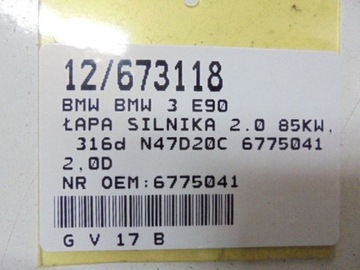 12/673118
BMW BMW 3 E90
ŁAPA SILNIKA 2.0 85KW,
316d N47D20C 6775041
2,0D
NR OEM:6775041
G V 17 B